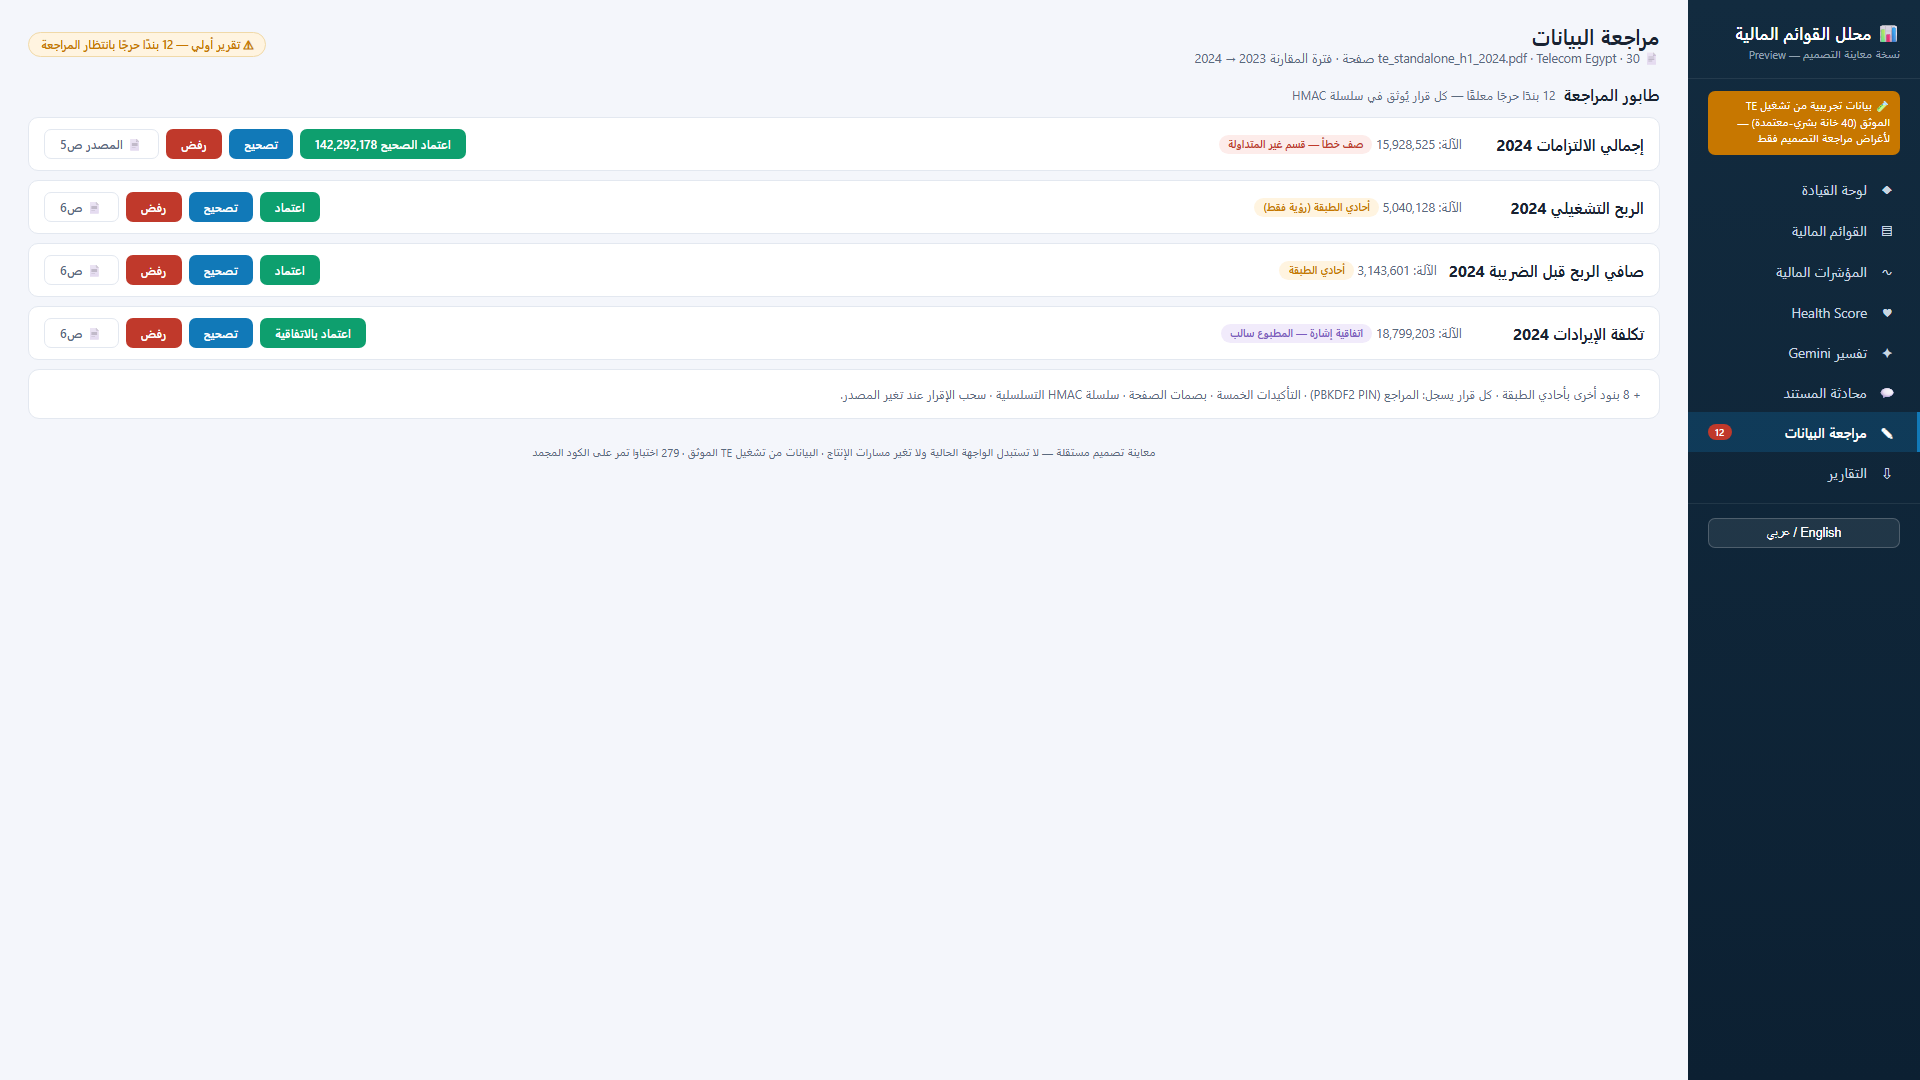 محلل القوائم المالية
نسخة معاينة التصميم — Preview
بيانات تجريبية من تشغيل TE
الموثق (40 خانة بشري-معتمدة) —
لأغراض مراجعة التصميم فقط
لوحة القيادة
القوائم المالية
المؤشرات المالية
Health Score
تفسير Gemini
محادثة المستند
مراجعة البيانات 12
التقارير
عربي / English
مراجعة البيانات
te_standalone_h1_2024.pdf · Telecom Egypt · 30 صفحة · فترة المقارنة 2023 → 2024
⚠ تقرير أولي — 12 بندًا حرجًا بانتظار المراجعة
طابور المراجعة 12 بندًا حرجًا معلقًا — كل قرار يُوثق في سلسلة HMAC
إجمالي الالتزامات 2024 الآلة: 15,928,525 صف خطأ — قسم غير المتداولة اعتماد الصحيح 142,292,178 تصحيح رفض المصدر ص5
الربح التشغيلي 2024 الآلة: 5,040,128 أحادي الطبقة (رؤية فقط) اعتماد تصحيح رفض ص6
صافي الربح قبل الضريبة 2024 الآلة: 3,143,601 أحادي الطبقة اعتماد تصحيح رفض ص6
تكلفة الإيرادات 2024 الآلة: 18,799,203 اتفاقية إشارة — المطبوع سالب اعتماد بالاتفاقية تصحيح رفض ص6
+ 8 بنود أخرى بأحادي الطبقة · كل قرار يسجل: المراجع (PBKDF2 PIN) · التأكيدات الخمسة · بصمات الصفحة · سلسلة HMAC التسلسلية · سحب الإقرار عند تغير المصدر.
معاينة تصميم مستقلة — لا تستبدل الواجهة الحالية ولا تغير مسارات الإنتاج · البيانات من تشغيل TE الموثق · 279 اختبارًا تمر على الكود المجمد